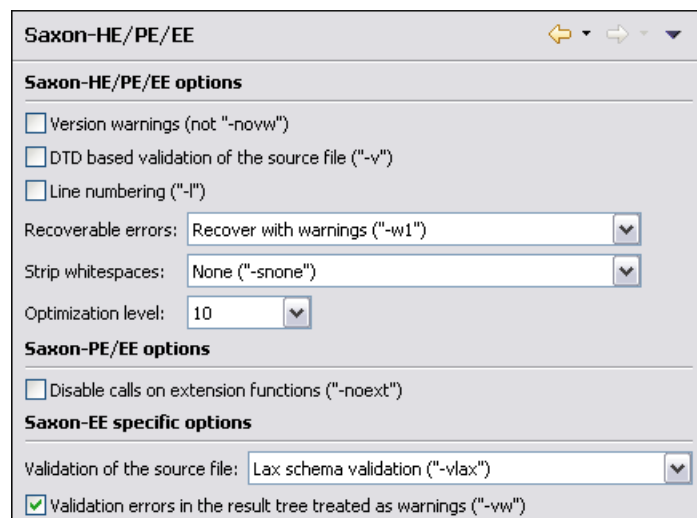 Saxon-HE/PE/EE
Saxon-HE/PE/EE options
Version warnings (not "-novw")
DTD based validation of the source file ("-v")
Line numbering ("-l")
Recoverable errors: Recover with warnings ("-w1")
Strip whitespaces: None ("-snone")
Optimization level: 10
Saxon-PE/EE options
Disable calls on extension functions ("-noext")
Saxon-EE specific options
Validation of the source file: Lax schema validation ("-vlax")
Validation errors in the result tree treated as warnings ("-vw")